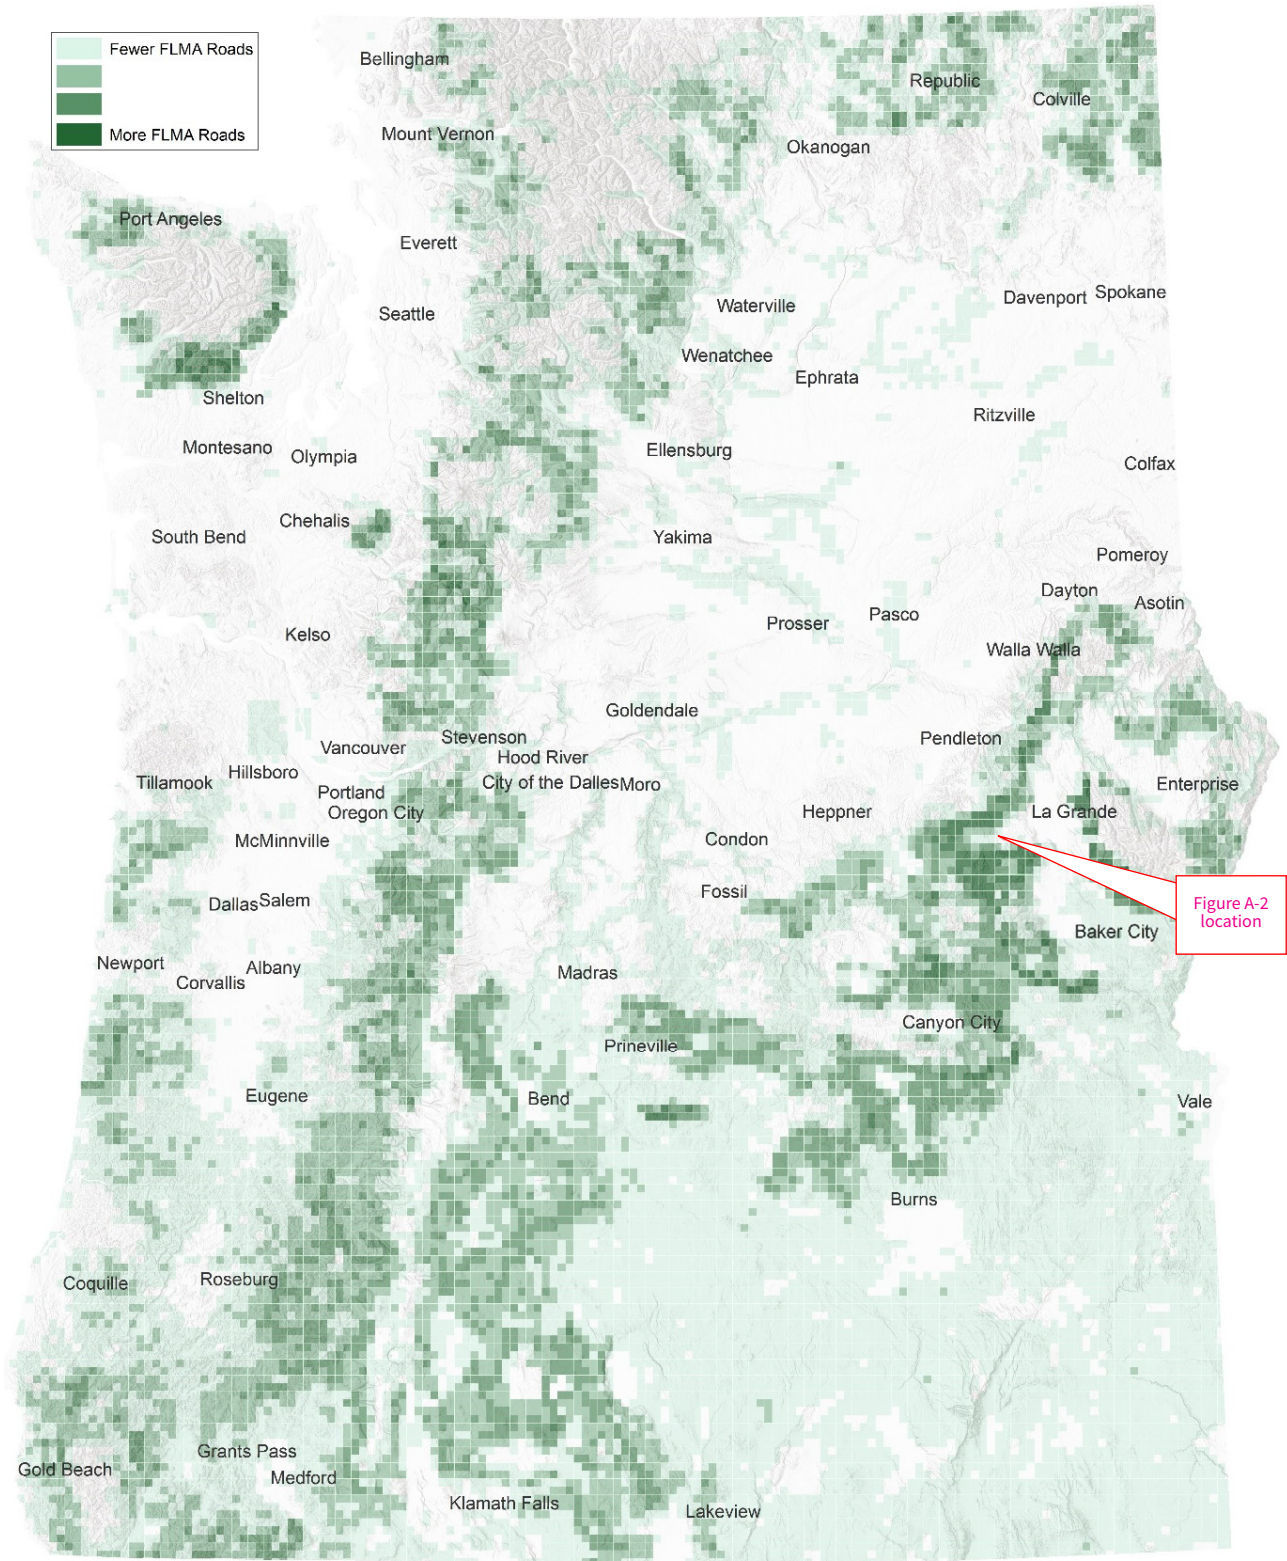 Fewer FLMA Roads
More FLMA Roads
Bellingham
Republic
Colville
Mount Vernon
Okanogan
Port Angeles
Everett
Seattle
Waterville
Davenport
Spokane
Wenatchee
Ephrata
Shelton
Ritzville
Montesano
Olympia
Ellensburg
Colfax
Chehalis
South Bend
Yakima
Pomeroy
Dayton
Asotin
Prosser
Pasco
Kelso
Walla Walla
Goldendale
Pendleton
Stevenson
Vancouver
Hood River
Hillsboro
Tillamook
City of the Dalles
Moro
Enterprise
Portland
Oregon City
Heppner
La Grande
McMinnville
Condon
Fossil
Dallas
Salem
Figure A-2
location
Baker City
Newport
Albany
Corvallis
Madras
Canyon City
Prineville
Eugene
Bend
Vale
Burns
Coquille
Roseburg
Grants Pass
Gold Beach
Medford
Klamath Falls
Lakeview